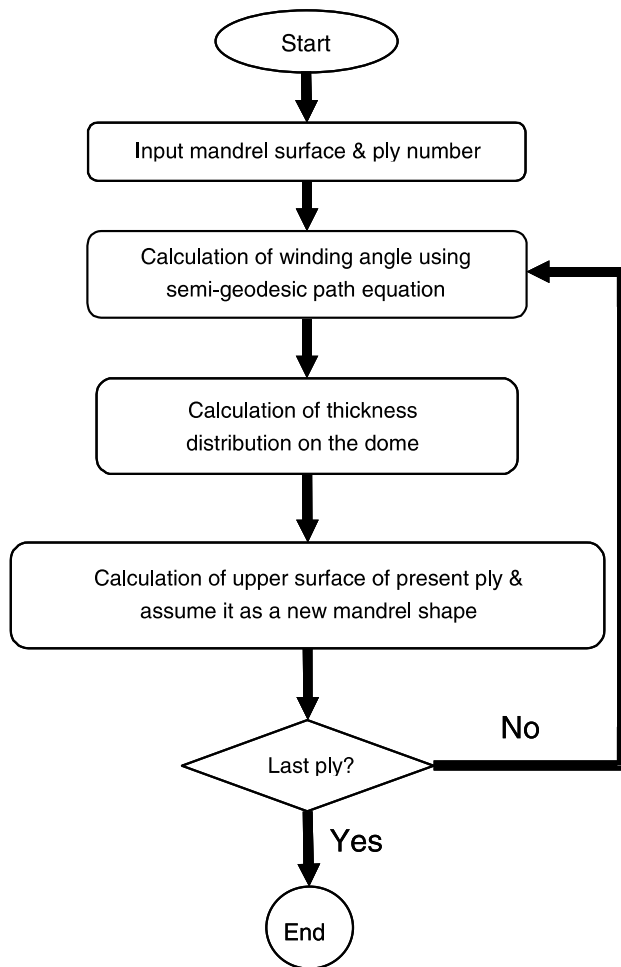 Start
Input mandrel surface & ply number
Calculation of winding angle using
semi-geodesic path equation
Calculation of thickness
distribution on the dome
Calculation of upper surface of present ply &
assume it as a new mandrel shape
No
Last ply?
Yes
End